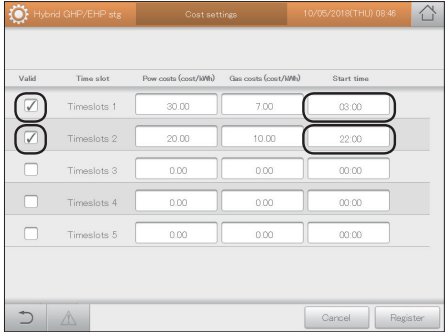 Hybrid GHP/EHP stg Cost settings 10/05/2018(THU) 09:46
Valid Time slot Pow costs (cost/kWh) Gas costs (cost/kWh) Start time
Timeslots 1 30.00 7.00 03:00
Timeslots 2 20.00 10.00 22:00
Timeslots 3 0.00 0.00 00:00
Timeslots 4 0.00 0.00 00:00
Timeslots 5 0.00 0.00 00:00
Cancel Register